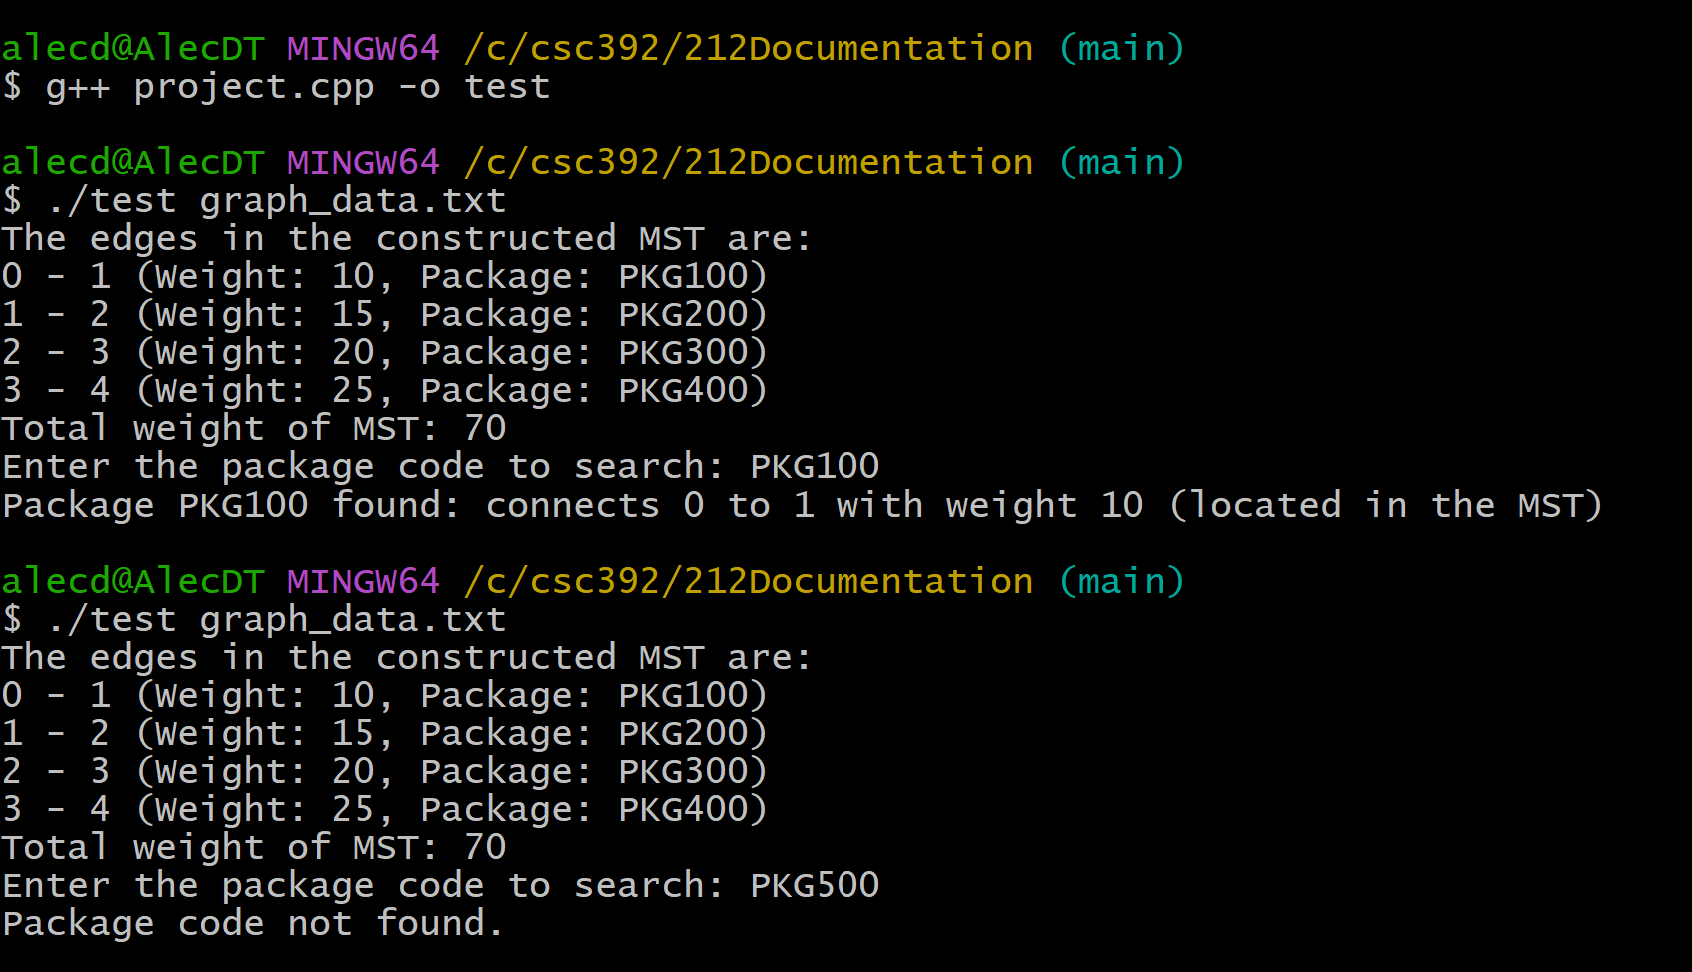 alecd@AlecDT MINGW64 /c/csc392/212Documentation (main)
$ g++ project.cpp -o test
alecd@AlecDT MINGW64 /c/csc392/212Documentation (main)
$ ./test graph_data.txt
The edges in the constructed MST are:
0 - 1 (Weight: 10, Package: PKG100)
1 - 2 (Weight: 15, Package: PKG200)
2 - 3 (Weight: 20, Package: PKG300)
3 - 4 (Weight: 25, Package: PKG400)
Total weight of MST: 70
Enter the package code to search: PKG100
Package PKG100 found: connects 0 to 1 with weight 10 (located in the MST)
alecd@AlecDT MINGW64 /c/csc392/212Documentation (main)
$ ./test graph_data.txt
The edges in the constructed MST are:
0 - 1 (Weight: 10, Package: PKG100)
1 - 2 (Weight: 15, Package: PKG200)
2 - 3 (Weight: 20, Package: PKG300)
3 - 4 (Weight: 25, Package: PKG400)
Total weight of MST: 70
Enter the package code to search: PKG500
Package code not found.